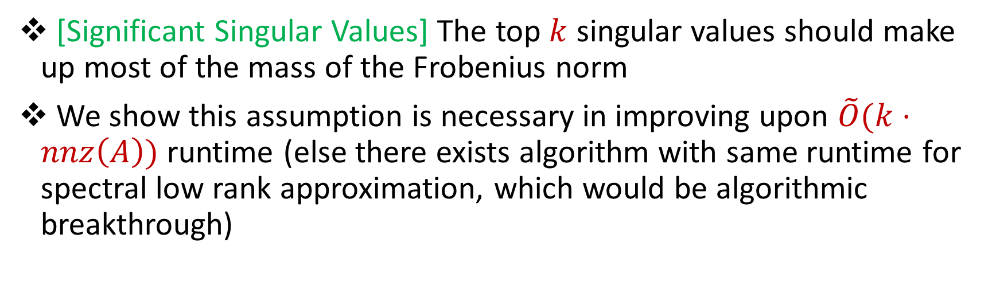 ❖ [Significant Singular Values] The top k singular values should make
up most of the mass of the Frobenius norm
❖ We show this assumption is necessary in improving upon Õ(k ·
nnz(A)) runtime (else there exists algorithm with same runtime for
spectral low rank approximation, which would be algorithmic
breakthrough)